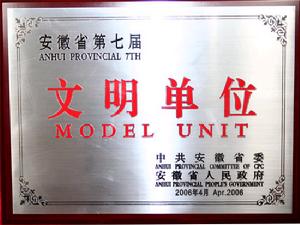 安徽省第七届
ANHUI PROVINCIAL 7TH
文明单位
MODEL UNIT
中共安徽省委
ANHUI PROVINCIAL COMMITTEE OF CPC
安徽省人民政府
ANHUI PROVINCIAL PEOPLE'S GOVERNMENT
2006年4月 Apr.2006